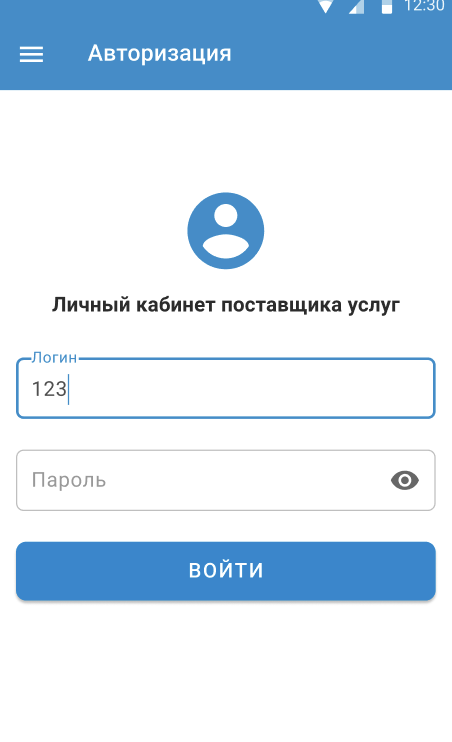 12:30
Авторизация
Личный кабинет поставщика услуг
Логин
123
Пароль
ВОЙТИ